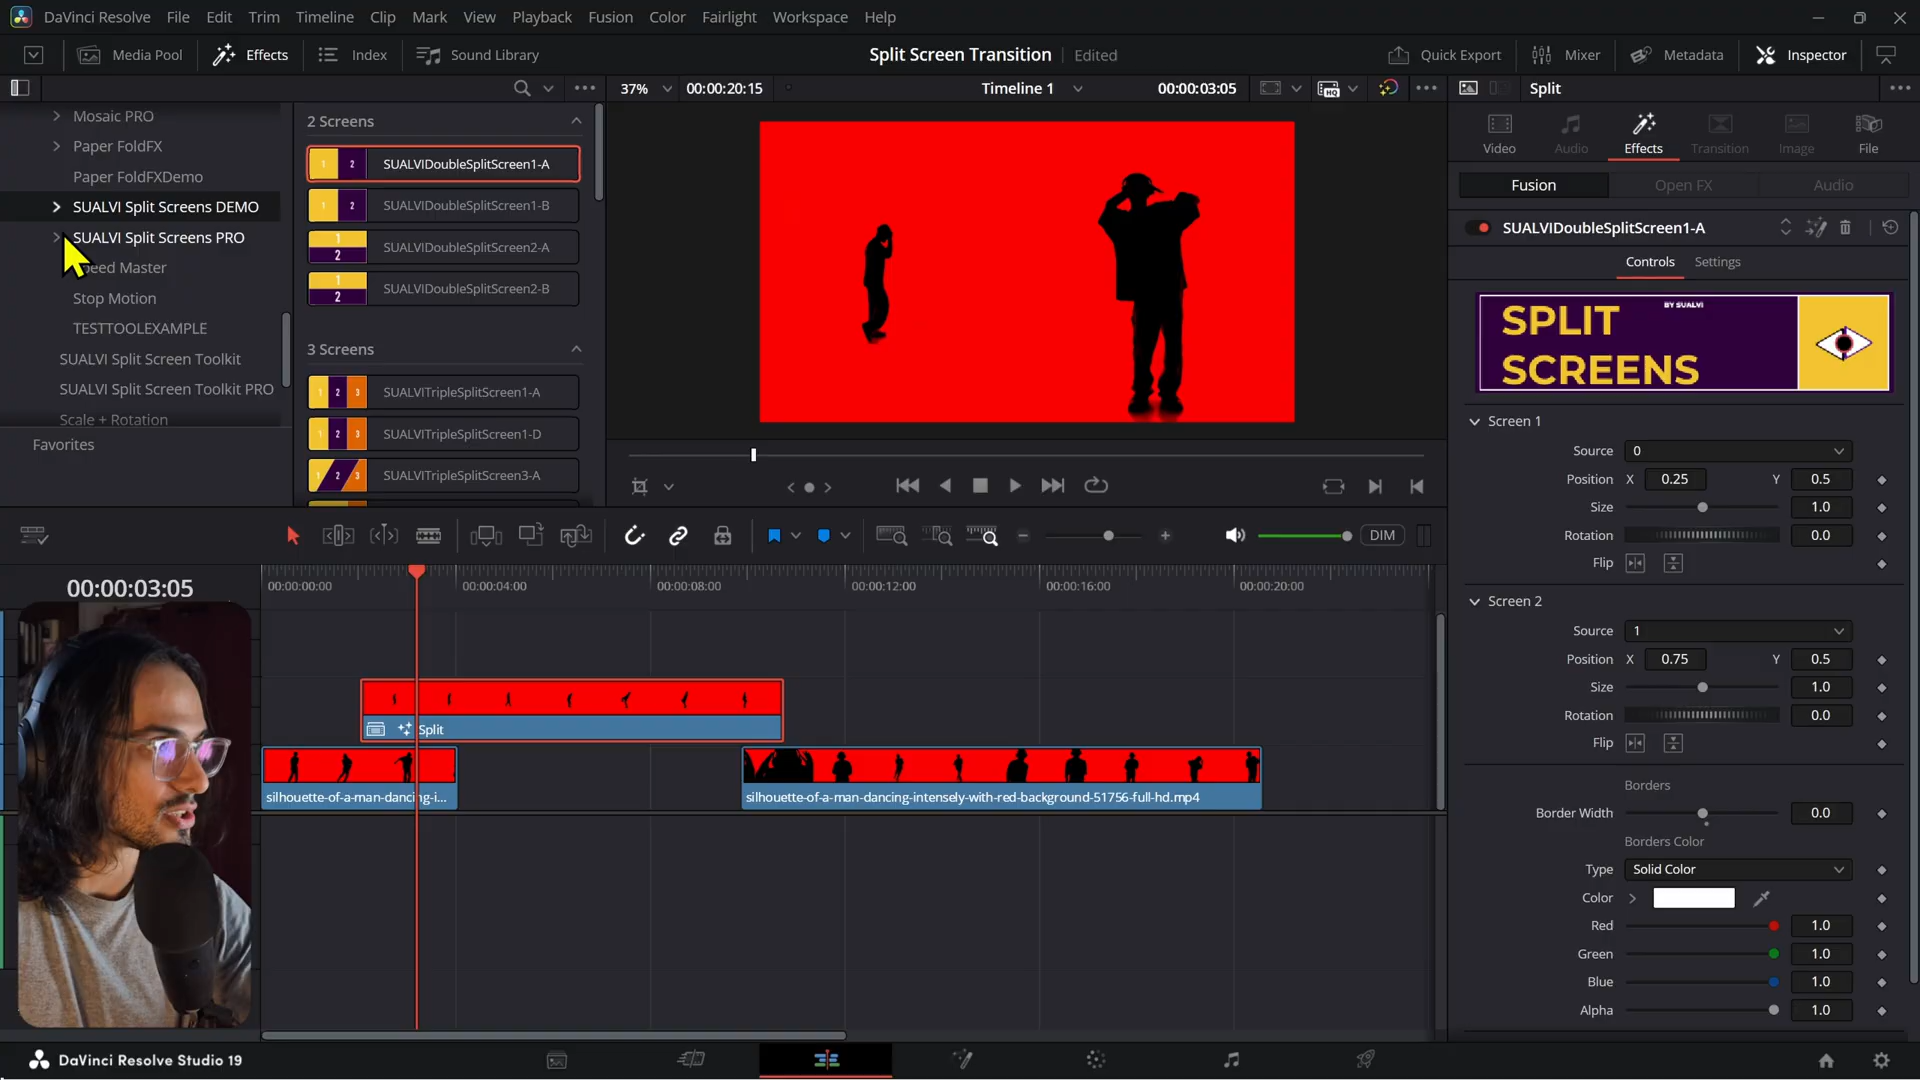 DaVinci Resolve File Edit Trim Timeline Clip Mark View Playback Fusion Color Fairlight Workspace Help
Media Pool Effects Index Sound Library Split Screen Transition Edited Quick Export Mixer Metadata Inspector
37% 00:00:20:15 Timeline 1 00:00:03:05 Split
Mosaic PRO
Paper FoldFX
Paper FoldFXDemo
SUALVI Split Screens DEMO
SUALVI Split Screens PRO
eed Master
Stop Motion
TESTTOOLEXAMPLE
SUALVI Split Screen Toolkit
SUALVI Split Screen Toolkit PRO
Scale + Rotation
Favorites
2 Screens
1 2 SUALVIDoubleSplitScreen1-A
1 2 SUALVIDoubleSplitScreen1-B
1 2 SUALVIDoubleSplitScreen2-A
1 2 SUALVIDoubleSplitScreen2-B
3 Screens
1 2 3 SUALVITripleSplitScreen1-A
1 2 3 SUALVITripleSplitScreen1-D
1 2 3 SUALVITripleSplitScreen3-A
Video Audio Effects Transition Image File
Fusion Open FX Audio
SUALVIDoubleSplitScreen1-A
Controls Settings
BY SUALVI
SPLIT
SCREENS
Screen 1
Source 0
Position X 0.25 Y 0.5
Size 1.0
Rotation 0.0
Flip
Screen 2
Source 1
Position X 0.75 Y 0.5
Size 1.0
Rotation 0.0
Flip
Borders
Border Width 0.0
Borders Color
Type Solid Color
Color
Red 1.0
Green 1.0
Blue 1.0
Alpha 1.0
HQ
DIM
00:00:03:05
00:00:00:00 00:00:04:00 00:00:08:00 00:00:12:00 00:00:16:00 00:00:20:00
Split
silhouette-of-a-man-dancing-i...
silhouette-of-a-man-dancing-intensely-with-red-background-51756-full-hd.mp4
DaVinci Resolve Studio 19